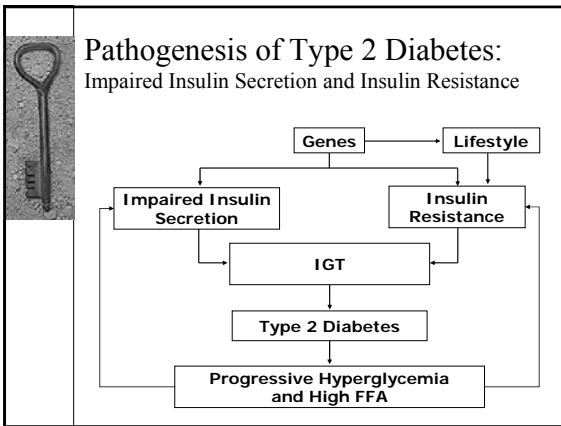 Pathogenesis of Type 2 Diabetes:
Impaired Insulin Secretion and Insulin Resistance
Genes
Lifestyle
Impaired Insulin
Secretion
Insulin
Resistance
IGT
Type 2 Diabetes
Progressive Hyperglycemia
and High FFA